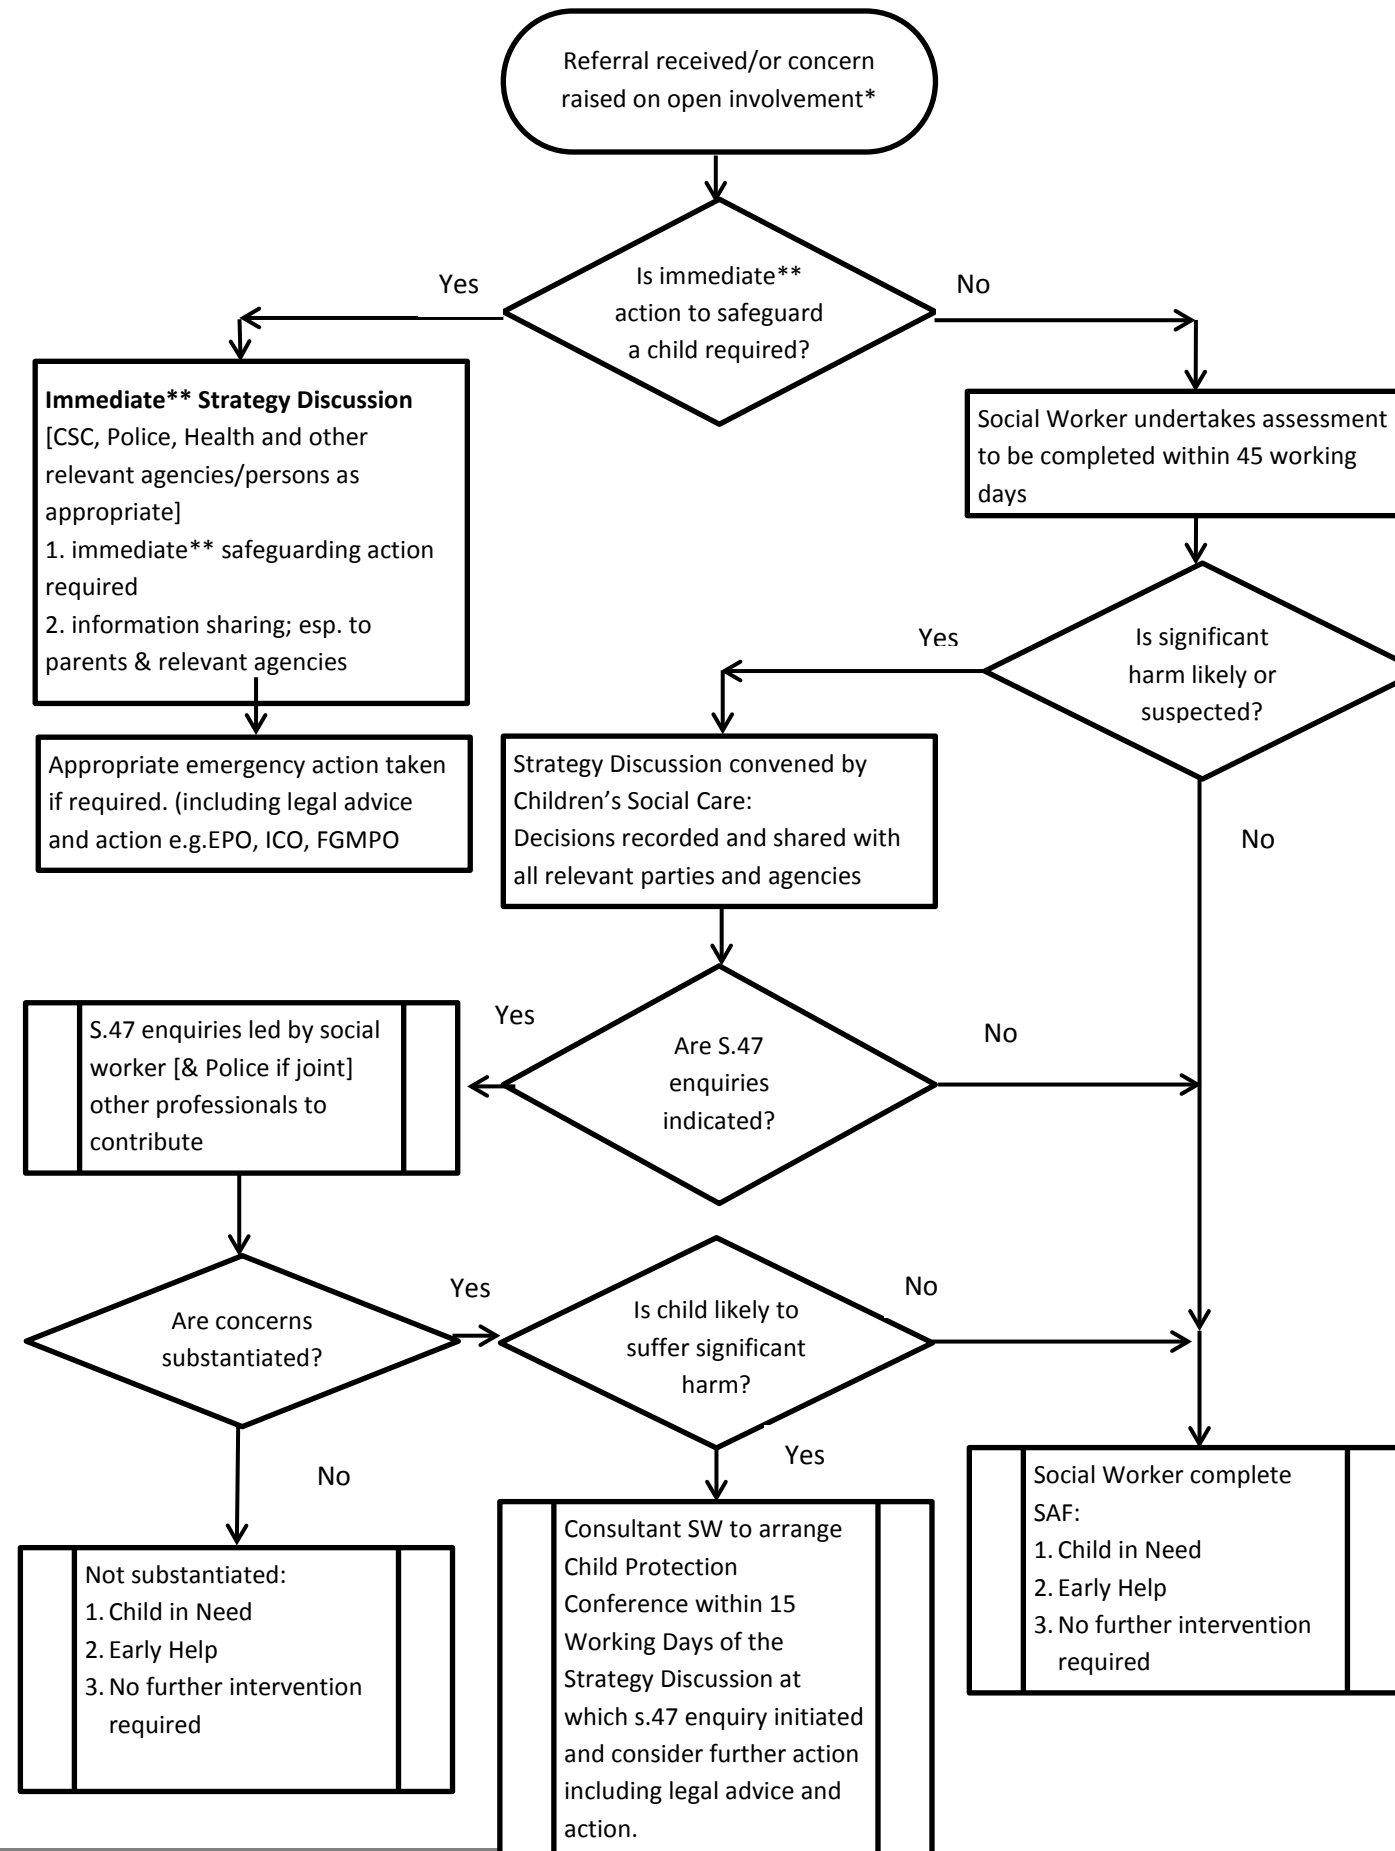 Referral received/or concern
raised on open involvement*
Yes
Is immediate**
action to safeguard
a child required?
No
Immediate** Strategy Discussion
[CSC, Police, Health and other
relevant agencies/persons as
appropriate]
1. immediate** safeguarding action
required
2. information sharing; esp. to
parents & relevant agencies
Social Worker undertakes assessment
to be completed within 45 working
days
Yes
Is significant
harm likely or
suspected?
No
Appropriate emergency action taken
if required. (including legal advice
and action e.g.EPO, ICO, FGMPO
Strategy Discussion convened by
Children’s Social Care:
Decisions recorded and shared with
all relevant parties and agencies
S.47 enquiries led by social
worker [& Police if joint]
other professionals to
contribute
Yes
Are S.47
enquiries
indicated?
No
Are concerns
substantiated?
Yes
Is child likely to
suffer significant
harm?
No
No
Yes
Not substantiated:
1. Child in Need
2. Early Help
3. No further intervention
required
Consultant SW to arrange
Child Protection
Conference within 15
Working Days of the
Strategy Discussion at
which s.47 enquiry initiated
and consider further action
including legal advice and
action.
Social Worker complete
SAF:
1. Child in Need
2. Early Help
3. No further intervention
required